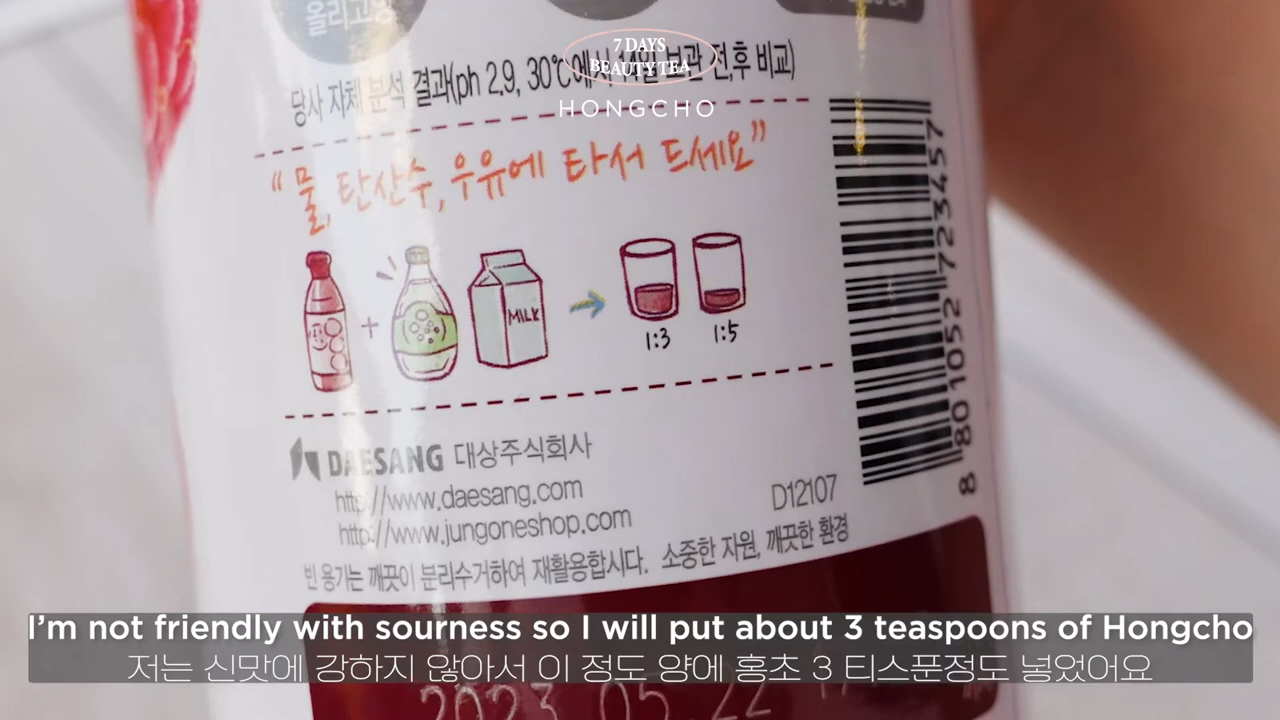 올리고당
7 DAYS
BEAUTY TEA
HONGCHO
당사 자체 분석 결과(ph 2.9, 30℃에서 14일 보관 전,후 비교)
“물, 탄산수, 우유에 타서 드세요”
MILK
1:3 1:5
DAESANG 대상주식회사
http://www.daesang.com
http://www.jungoneshop.com
D12107
빈 용기는 깨끗이 분리수거하여 재활용합시다. 소중한 자원, 깨끗한 환경
8 801052 723457
I’m not friendly with sourness so I will put about 3 teaspoons of Hongcho
저는 신맛에 강하지 않아서 이 정도 양에 홍초 3 티스푼정도 넣었어요
2023.05.22